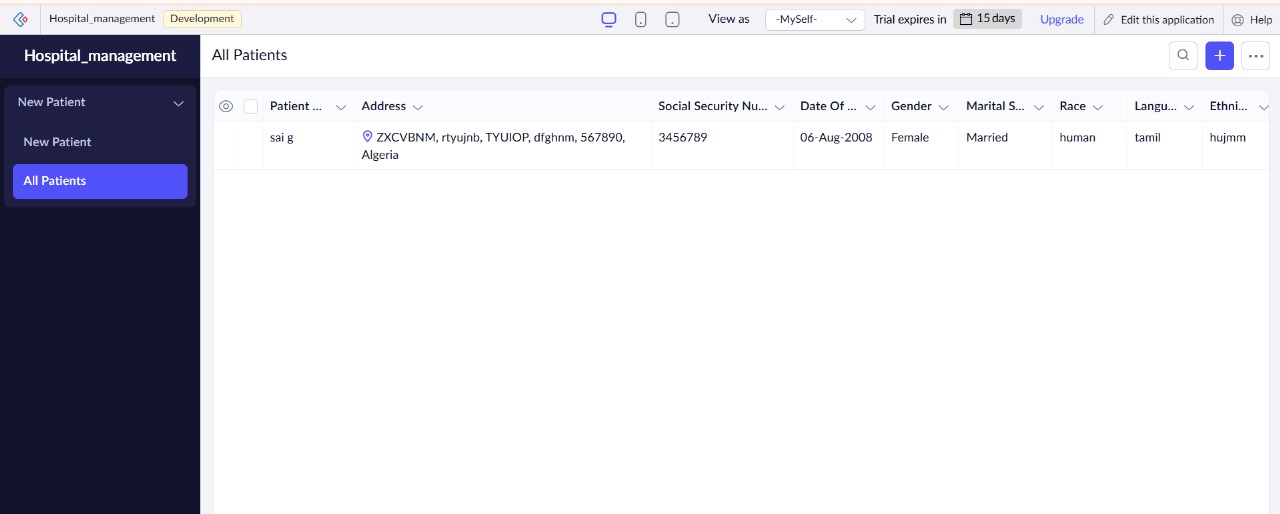 Hospital_management Development View as -MySelf- Trial expires in 15 days Upgrade Edit this application Help
Hospital_management
All Patients
New Patient
New Patient
All Patients
Patient ... Address Social Security Nu... Date Of ... Gender Marital S... Race Langu... Ethni...
sai g ZXCVBNM, rtyujnb, TYUIOP, dfghnm, 567890, 3456789 06-Aug-2008 Female Married human tamil hujmm
Algeria